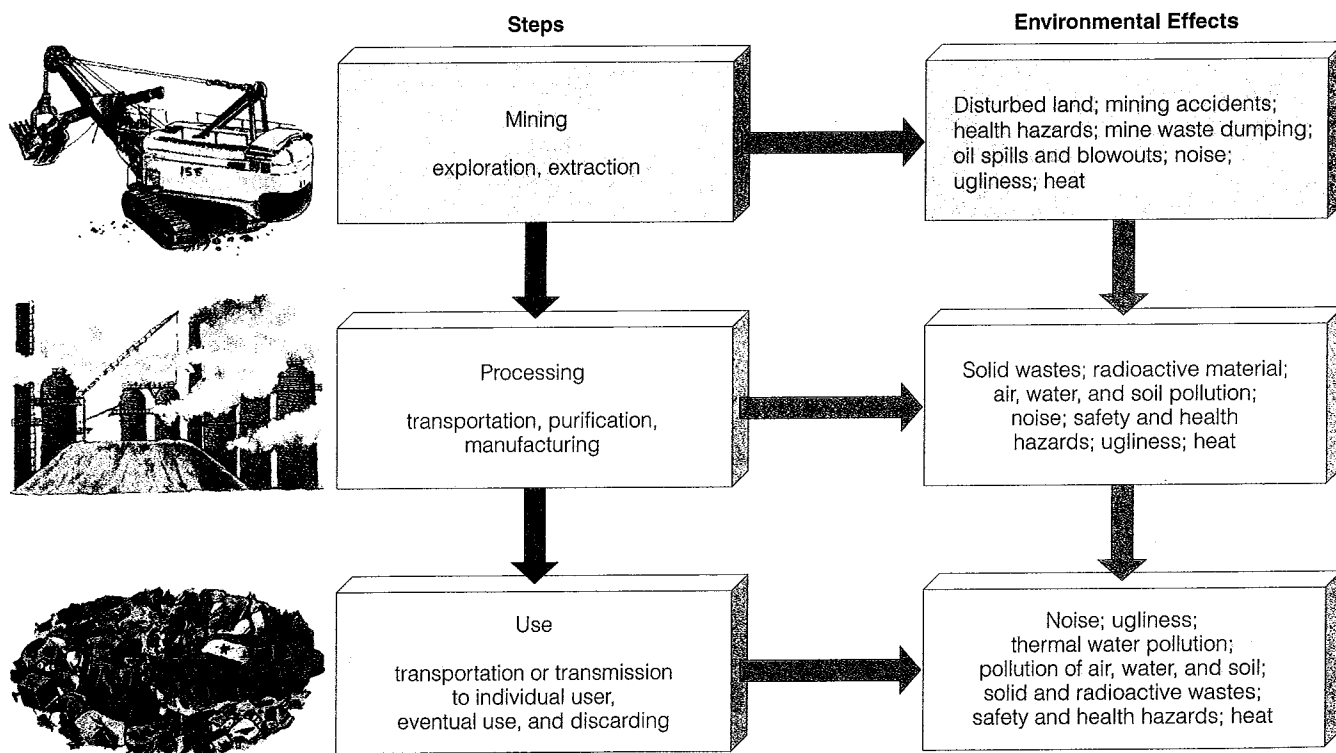 Steps
Environmental Effects
Mining
exploration, extraction
Disturbed land; mining accidents;
health hazards; mine waste dumping;
oil spills and blowouts; noise;
ugliness; heat
Processing
transportation, purification,
manufacturing
Solid wastes; radioactive material;
air, water, and soil pollution;
noise; safety and health
hazards; ugliness; heat
Use
transportation or transmission
to individual user,
eventual use, and discarding
Noise; ugliness;
thermal water pollution;
pollution of air, water, and soil;
solid and radioactive wastes;
safety and health hazards; heat